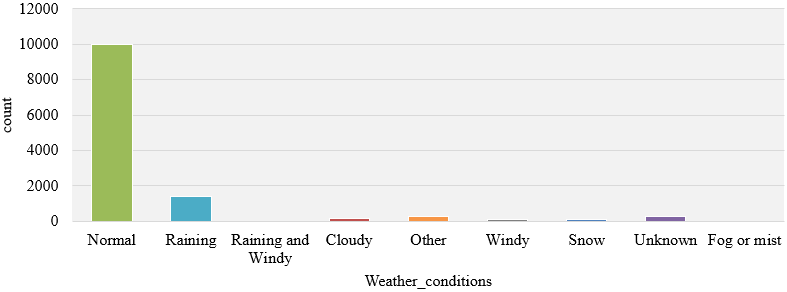 12000
10000
8000
6000
4000
2000
0
count
Normal
Raining
Raining and
Windy
Cloudy
Other
Windy
Snow
Unknown
Fog or mist
Weather_conditions